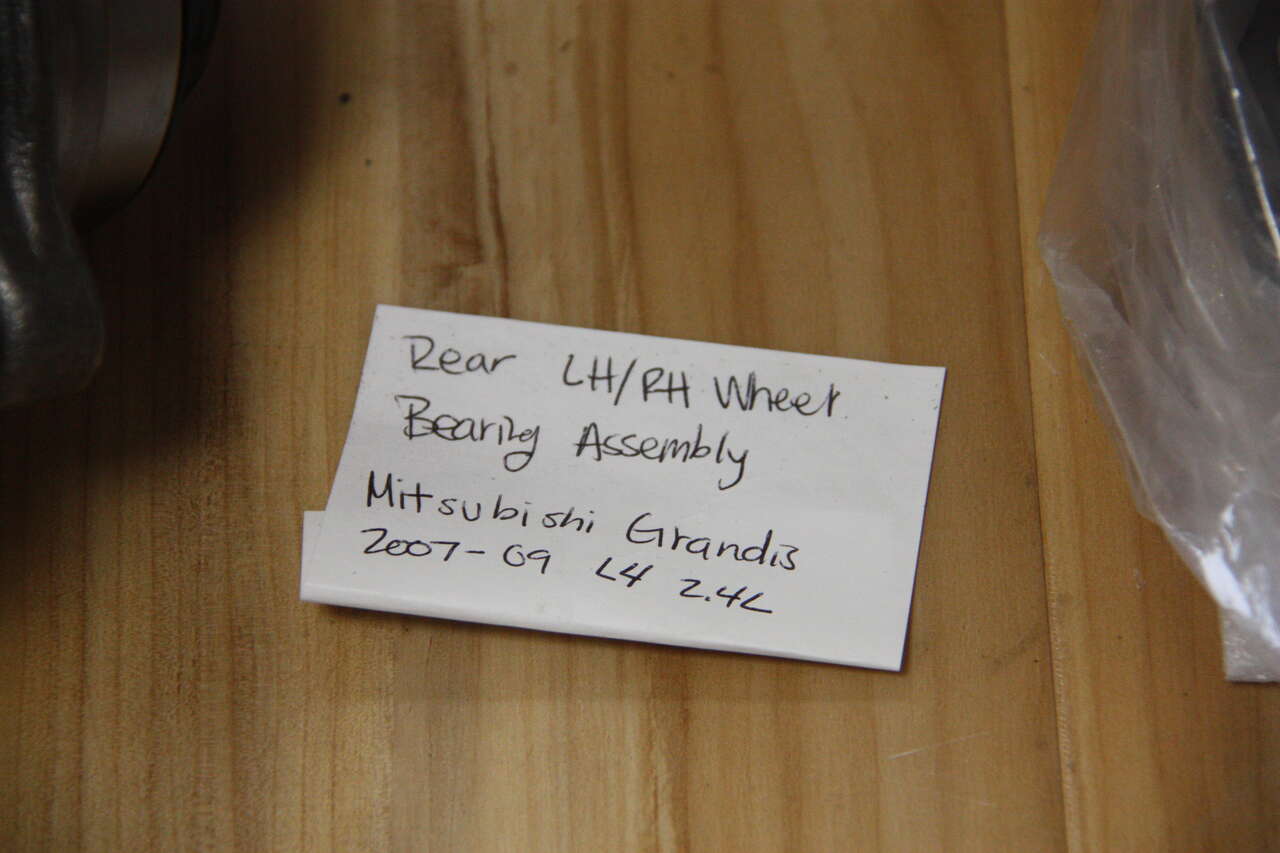 Rear LH/RH Wheel
Bearing Assembly
Mitsubishi Grandis
2007-09 L4 2.4L